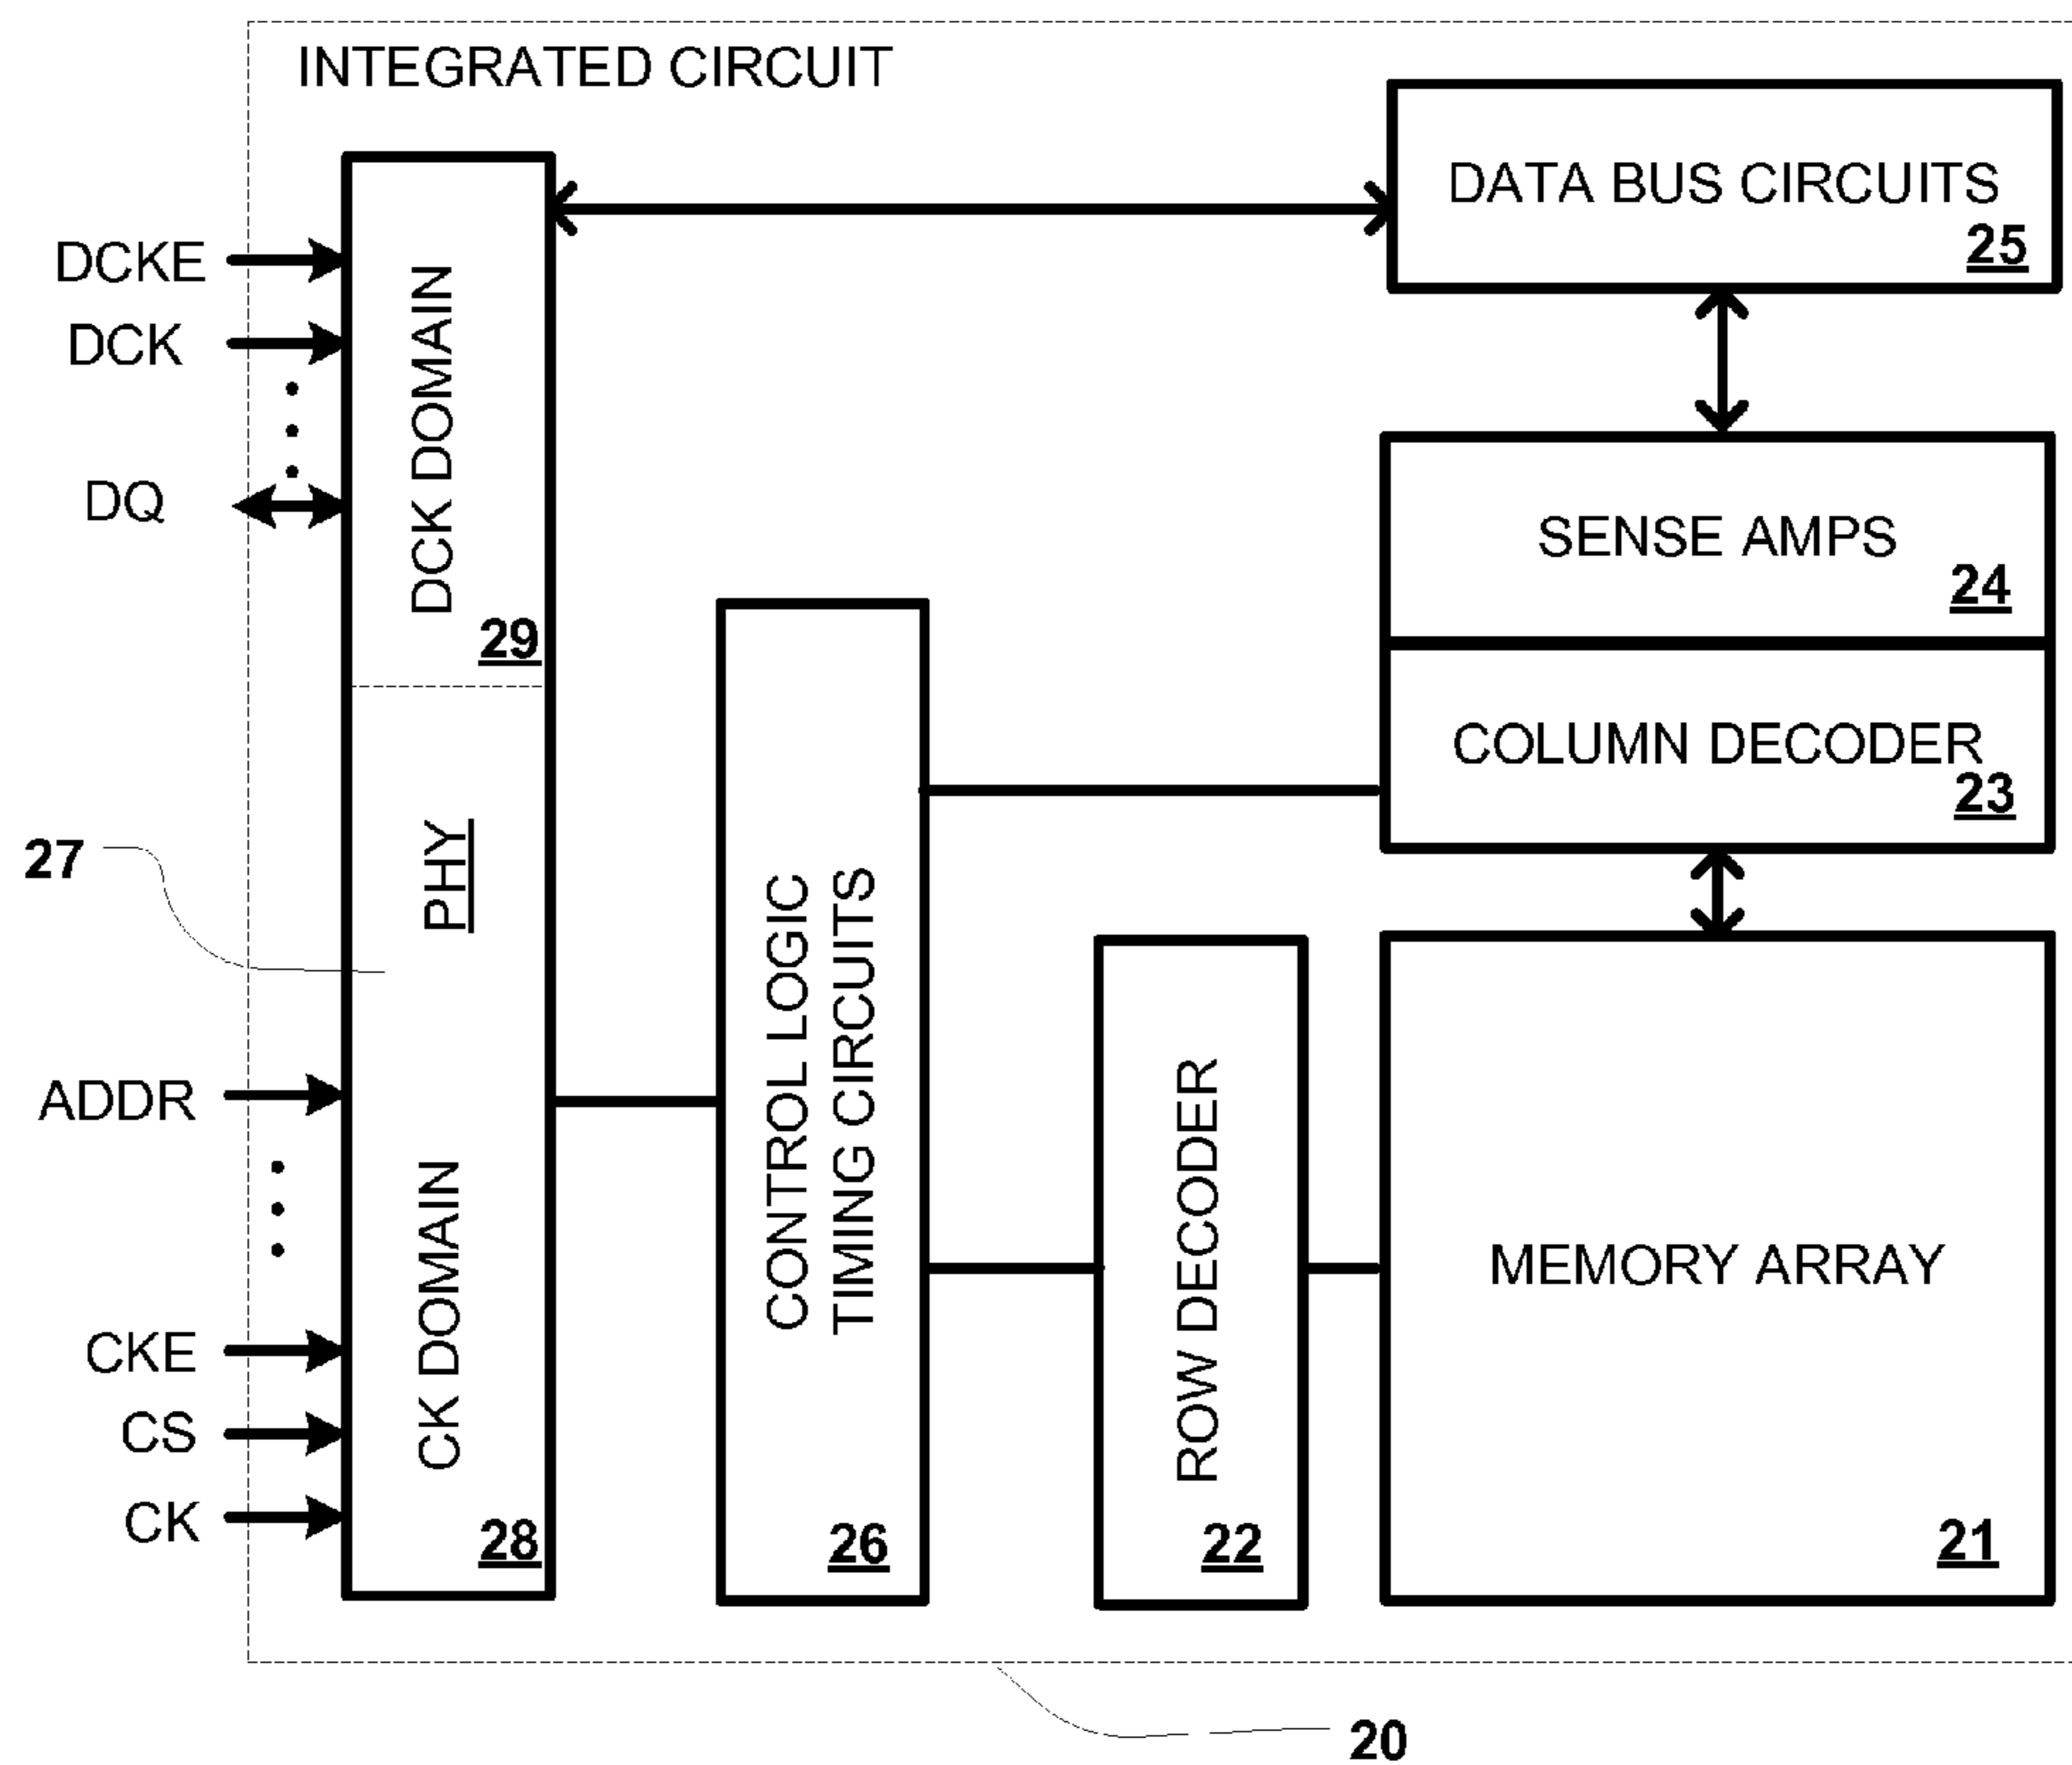 INTEGRATED CIRCUIT
DATA BUS CIRCUITS
25
DCKE
DCK
DQ
DCK DOMAIN
29
SENSE AMPS
24
COLUMN DECODER
23
27
PHY
ADDR
CKE
CS
CK
CK DOMAIN
28
CONTROL LOGIC
TIMING CIRCUITS
26
ROW DECODER
22
MEMORY ARRAY
21
20